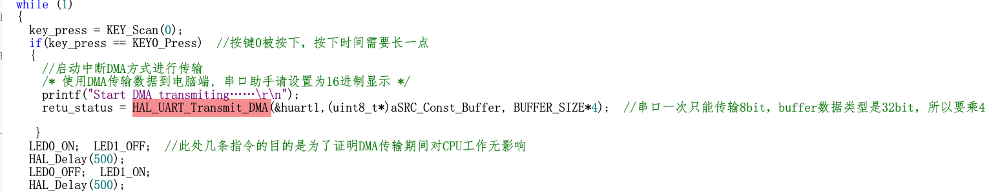 while (1)
{
key_press = KEY_Scan(0);
if(key_press == KEY0_Press)  //按键0被按下，按下时间需要长一点
{
//启动中断DMA方式进行传输
/* 使用DMA传输数据到电脑端，串口助手请设置为16进制显示 */
printf("Start DMA transmiting……\r\n");
retu_status = HAL_UART_Transmit_DMA(&huart1,(uint8_t*)aSRC_Const_Buffer, BUFFER_SIZE*4);  //串口一次只能传输8bit，buffer数据类型是32bit，所以要乘4
}
LED0_ON;  LED1_OFF;  //此处几条指令的目的是为了证明DMA传输期间对CPU工作无影响
HAL_Delay(500);
LED0_OFF;  LED1_ON;
HAL_Delay(500);